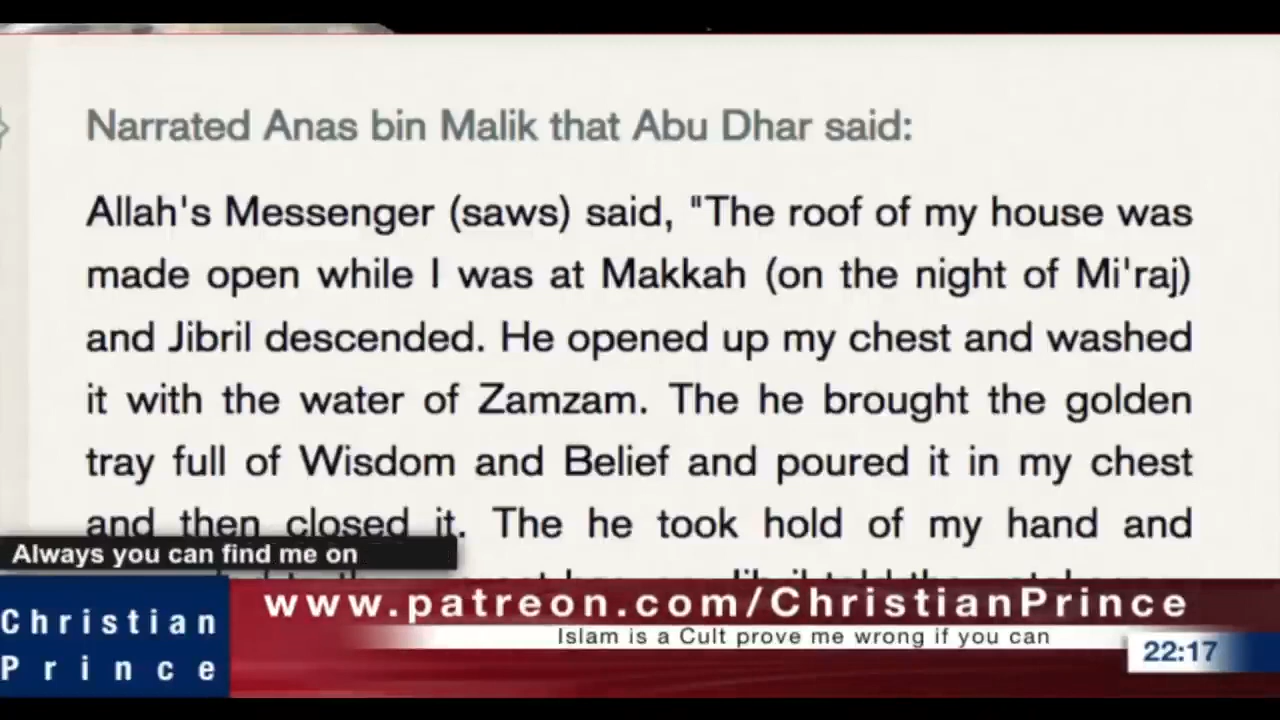 Narrated Anas bin Malik that Abu Dhar said:
Allah's Messenger (saws) said, "The roof of my house was
made open while I was at Makkah (on the night of Mi'raj)
and Jibril descended. He opened up my chest and washed
it with the water of Zamzam. The he brought the golden
tray full of Wisdom and Belief and poured it in my chest
and then closed it. The he took hold of my hand and
Always you can find me on
www.patreon.com/ChristianPrince
Islam is a Cult prove me wrong if you can
Christian
Prince
22:17